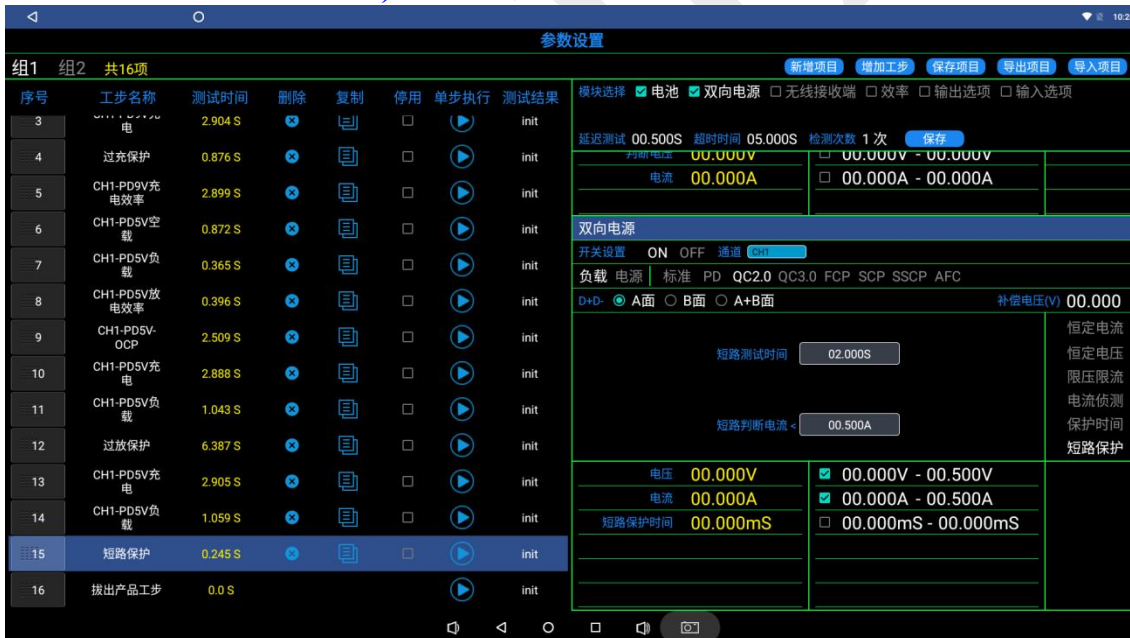 10:2
参数设置
组1 组2 共16项
新增项目 增加工步 保存项目 导出项目 导入项目
序号 工步名称 测试时间 删除 复制 停用 单步执行 测试结果
3 电 2.904 S init
4 过充保护 0.876 S init
5 CH1-PD9V充电效率 2.899 S init
6 CH1-PD5V空载 0.872 S init
7 CH1-PD5V负载 0.365 S init
8 CH1-PD5V放电效率 0.396 S init
9 CH1-PD5V-OCP 2.509 S init
10 CH1-PD5V充电 2.888 S init
11 CH1-PD5V负载 1.043 S init
12 过放保护 6.387 S init
13 CH1-PD5V充电 2.905 S init
14 CH1-PD5V负载 1.059 S init
15 短路保护 0.245 S init
16 拔出产品工步 0.0 S init
模块选择 电池 双向电源 无线接收端 效率 输出选项 输入选项
延迟测试 00.500S 超时时间 05.000S 检测次数 1 次 保存
判断电压 00.000V 00.000V - 00.000V
电流 00.000A 00.000A - 00.000A
双向电源
开关设置 ON OFF 通道 CH1
负载 电源 标准 PD QC2.0 QC3.0 FCP SCP SSCP AFC
D+D- A面 B面 A+B面 补偿电压(V) 00.000
短路测试时间 02.000S
短路判断电流 < 00.500A
恒定电流
恒定电压
限压限流
电流侦测
保护时间
短路保护
电压 00.000V 00.000V - 00.500V
电流 00.000A 00.000A - 00.500A
短路保护时间 00.000mS 00.000mS - 00.000mS